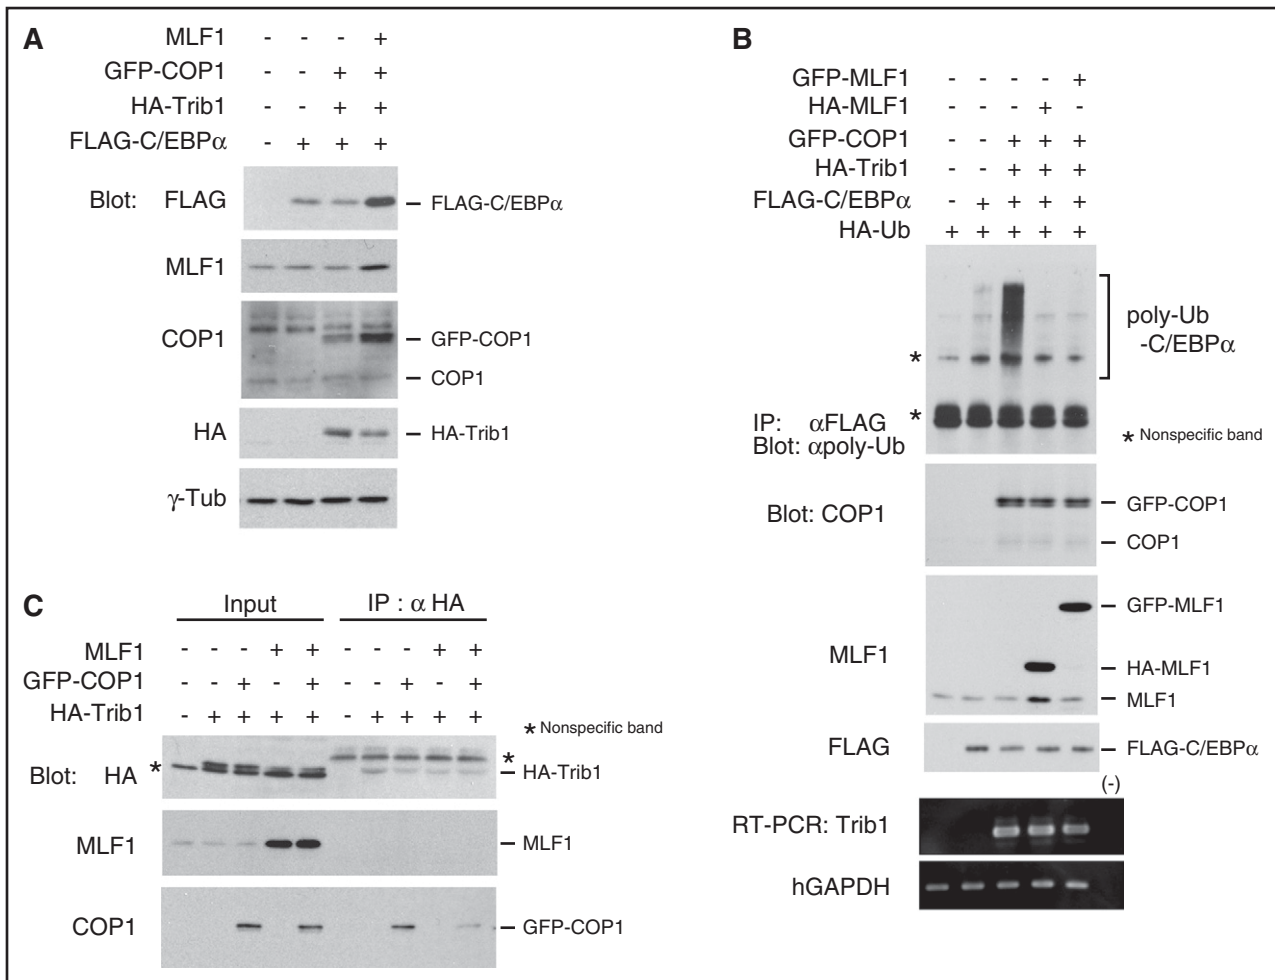 A
MLF1 - - - +
GFP-COP1 - - + +
HA-Trib1 - - + +
FLAG-C/EBPα - + + +
Blot: FLAG
FLAG-C/EBPα
MLF1
COP1
GFP-COP1
COP1
HA
HA-Trib1
γ-Tub
B
GFP-MLF1 - - - - +
HA-MLF1 - - - + -
GFP-COP1 - - + + +
HA-Trib1 - - + + +
FLAG-C/EBPα - + + + +
HA-Ub + + + + +
poly-Ub
-C/EBPα
*
*
IP: αFLAG
Blot: αpoly-Ub
* Nonspecific band
Blot: COP1
GFP-COP1
COP1
MLF1
GFP-MLF1
HA-MLF1
MLF1
FLAG
FLAG-C/EBPα
(-)
RT-PCR: Trib1
hGAPDH
C
Input IP : α HA
MLF1 - - - + + - - - + +
GFP-COP1 - - + - + - - + - +
HA-Trib1 - + + + + - + + + +
* Nonspecific band
Blot: HA * *
HA-Trib1
MLF1
MLF1
COP1
GFP-COP1